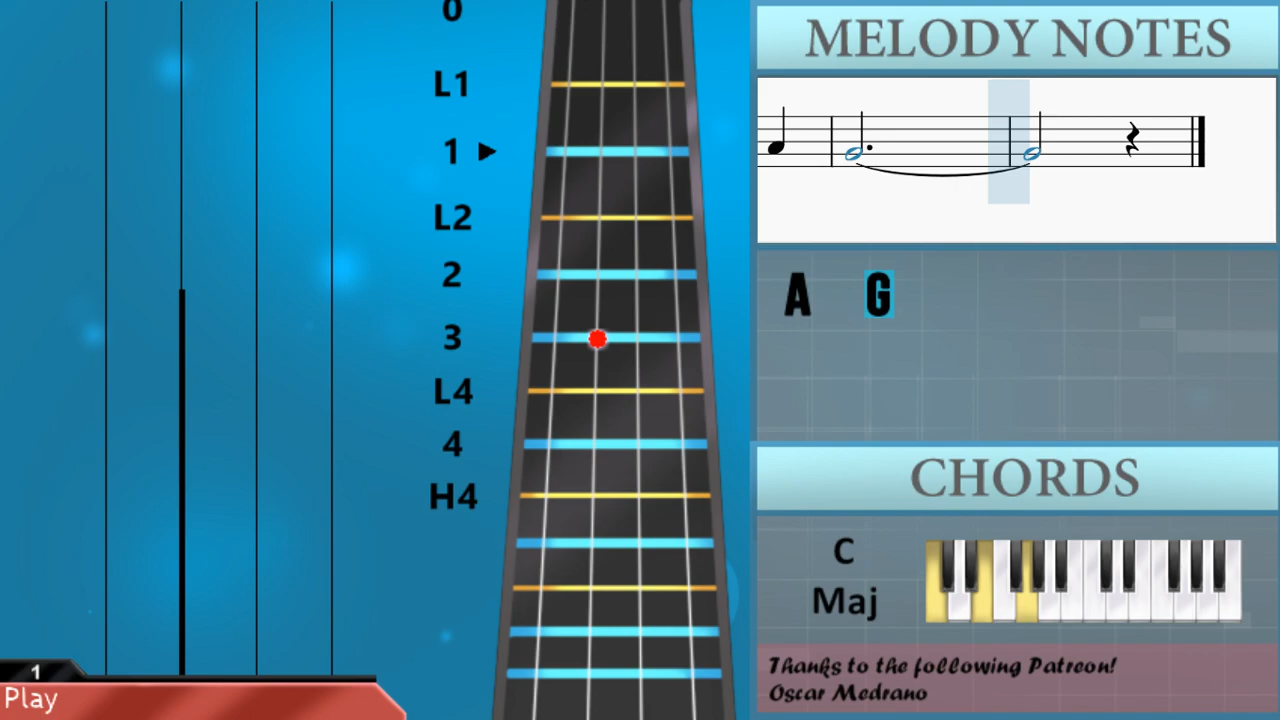 0
L1
1
L2
2
3
L4
4
H4
1
Play
MELODY NOTES
A G
CHORDS
C
Maj
Thanks to the following Patreon!
Oscar Medrano